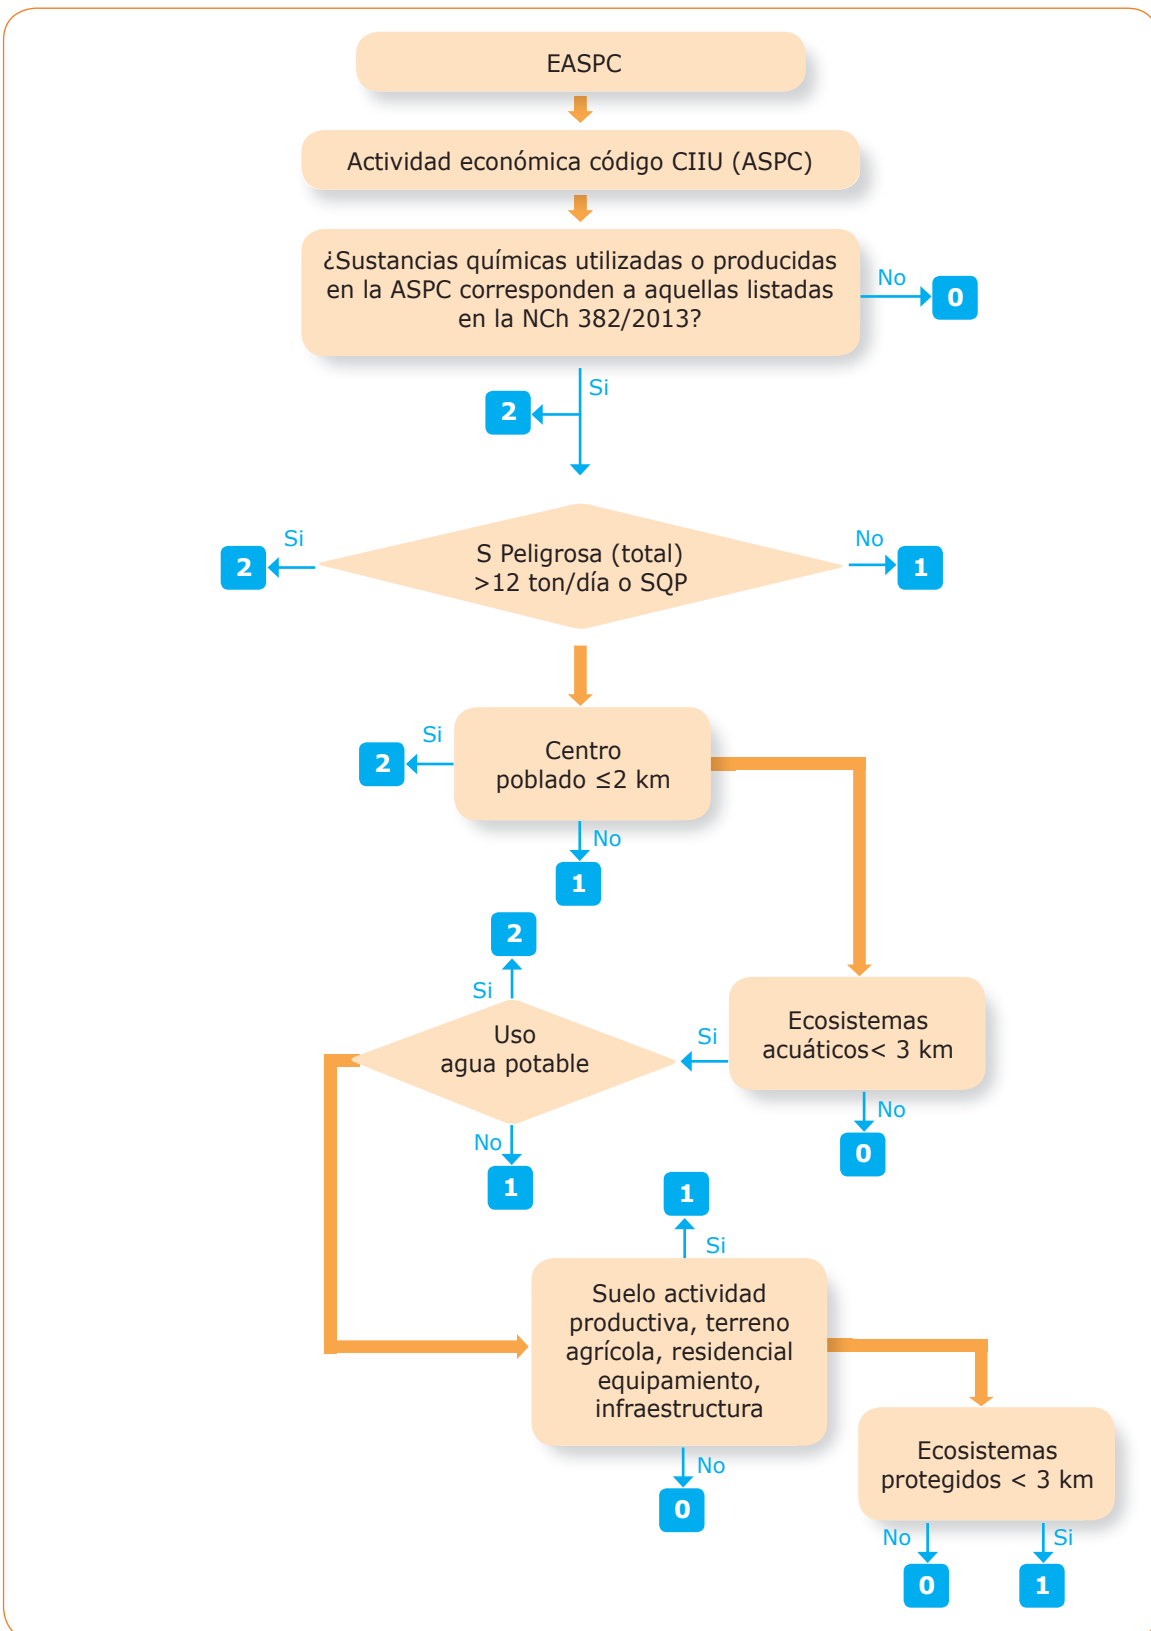 EASPC
Actividad económica código CIIU (ASPC)
¿Sustancias químicas utilizadas o producidas
en la ASPC corresponden a aquellas listadas
en la NCh 382/2013?
No
0
Si
2
S Peligrosa (total)
>12 ton/día o SQP
Si
2
No
1
Centro
poblado ≤2 km
Si
2
No
1
Ecosistemas
acuáticos< 3 km
Si
No
0
Uso
agua potable
Si
2
No
1
Suelo actividad
productiva, terreno
agrícola, residencial
equipamiento,
infraestructura
Si
1
No
0
Ecosistemas
protegidos < 3 km
No
0
Si
1